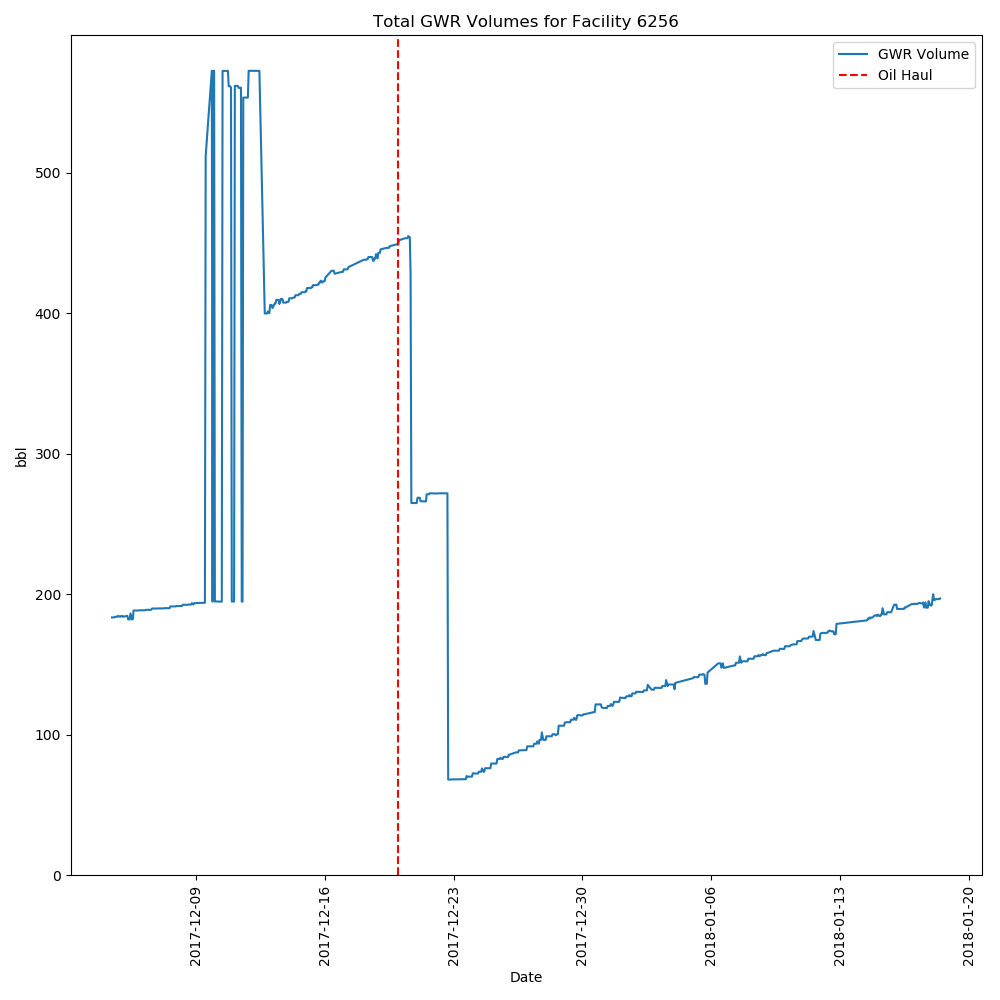 Total GWR Volumes for Facility 6256
GWR Volume
Oil Haul
bbl
500
400
300
200
100
0
2017-12-09
2017-12-16
2017-12-23
2017-12-30
2018-01-06
2018-01-13
2018-01-20
Date